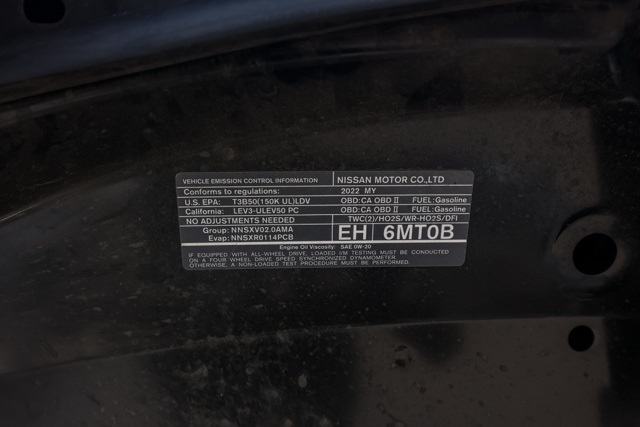 VEHICLE EMISSION CONTROL INFORMATION NISSAN MOTOR CO.,LTD
Conforms to regulations: 2022 MY
U.S. EPA: T3B50(150K UL)LDV OBD:CA OBD II FUEL:Gasoline
California: LEV3-ULEV50 PC OBD:CA OBD II FUEL:Gasoline
NO ADJUSTMENTS NEEDED TWC(2)/HO2S/WR-HO2S/DFI
Group: NNSXV02.0AMA
Evap: NNSXR0114PCB
EH 6MT0B
Engine Oil Viscosity: SAE 0W-20
IF EQUIPPED WITH ALL-WHEEL DRIVE, LOADED I/M TESTING MUST BE CONDUCTED
ON A FOUR WHEEL DRIVE SPEED SYNCHRONIZED DYNAMOMETER.
OTHERWISE, A NON-LOADED TEST PROCEDURE MUST BE PERFORMED.